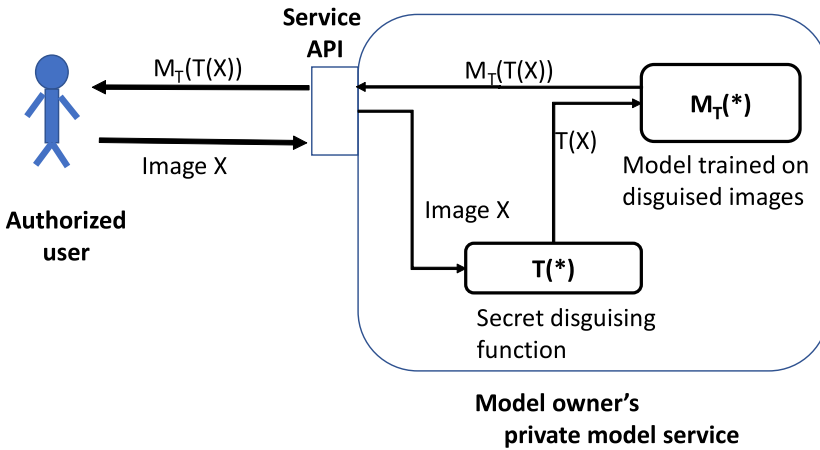 Service
API
M_T(T(X))
M_T(T(X))
M_T(*)
T(X)
Image X
Model trained on
disguised images
Authorized
user
Image X
T(*)
Secret disguising
function
Model owner's
private model service